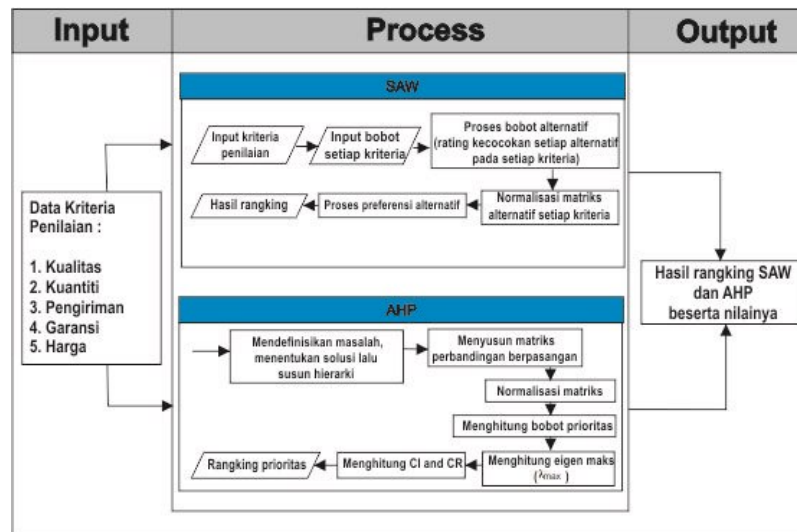 Input
Process
Output
Data Kriteria
Penilaian :
1. Kualitas
2. Kuantiti
3. Pengiriman
4. Garansi
5. Harga
SAW
Input kriteria
penilaian
Input bobot
setiap kriteria
Proses bobot alternatif
(rating kecocokan setiap alternatif
pada setiap kriteria)
Normalisasi matriks
alternatif setiap kriteria
Proses preferensi alternatif
Hasil rangking
AHP
Mendefinisikan masalah,
menentukan solusi lalu
susun hierarki
Menyusun matriks
perbandingan berpasangan
Normalisasi matriks
Menghitung bobot prioritas
Menghitung eigen maks
(λmax )
Menghitung CI and CR
Rangking prioritas
Hasil rangking SAW
dan AHP
beserta nilainya